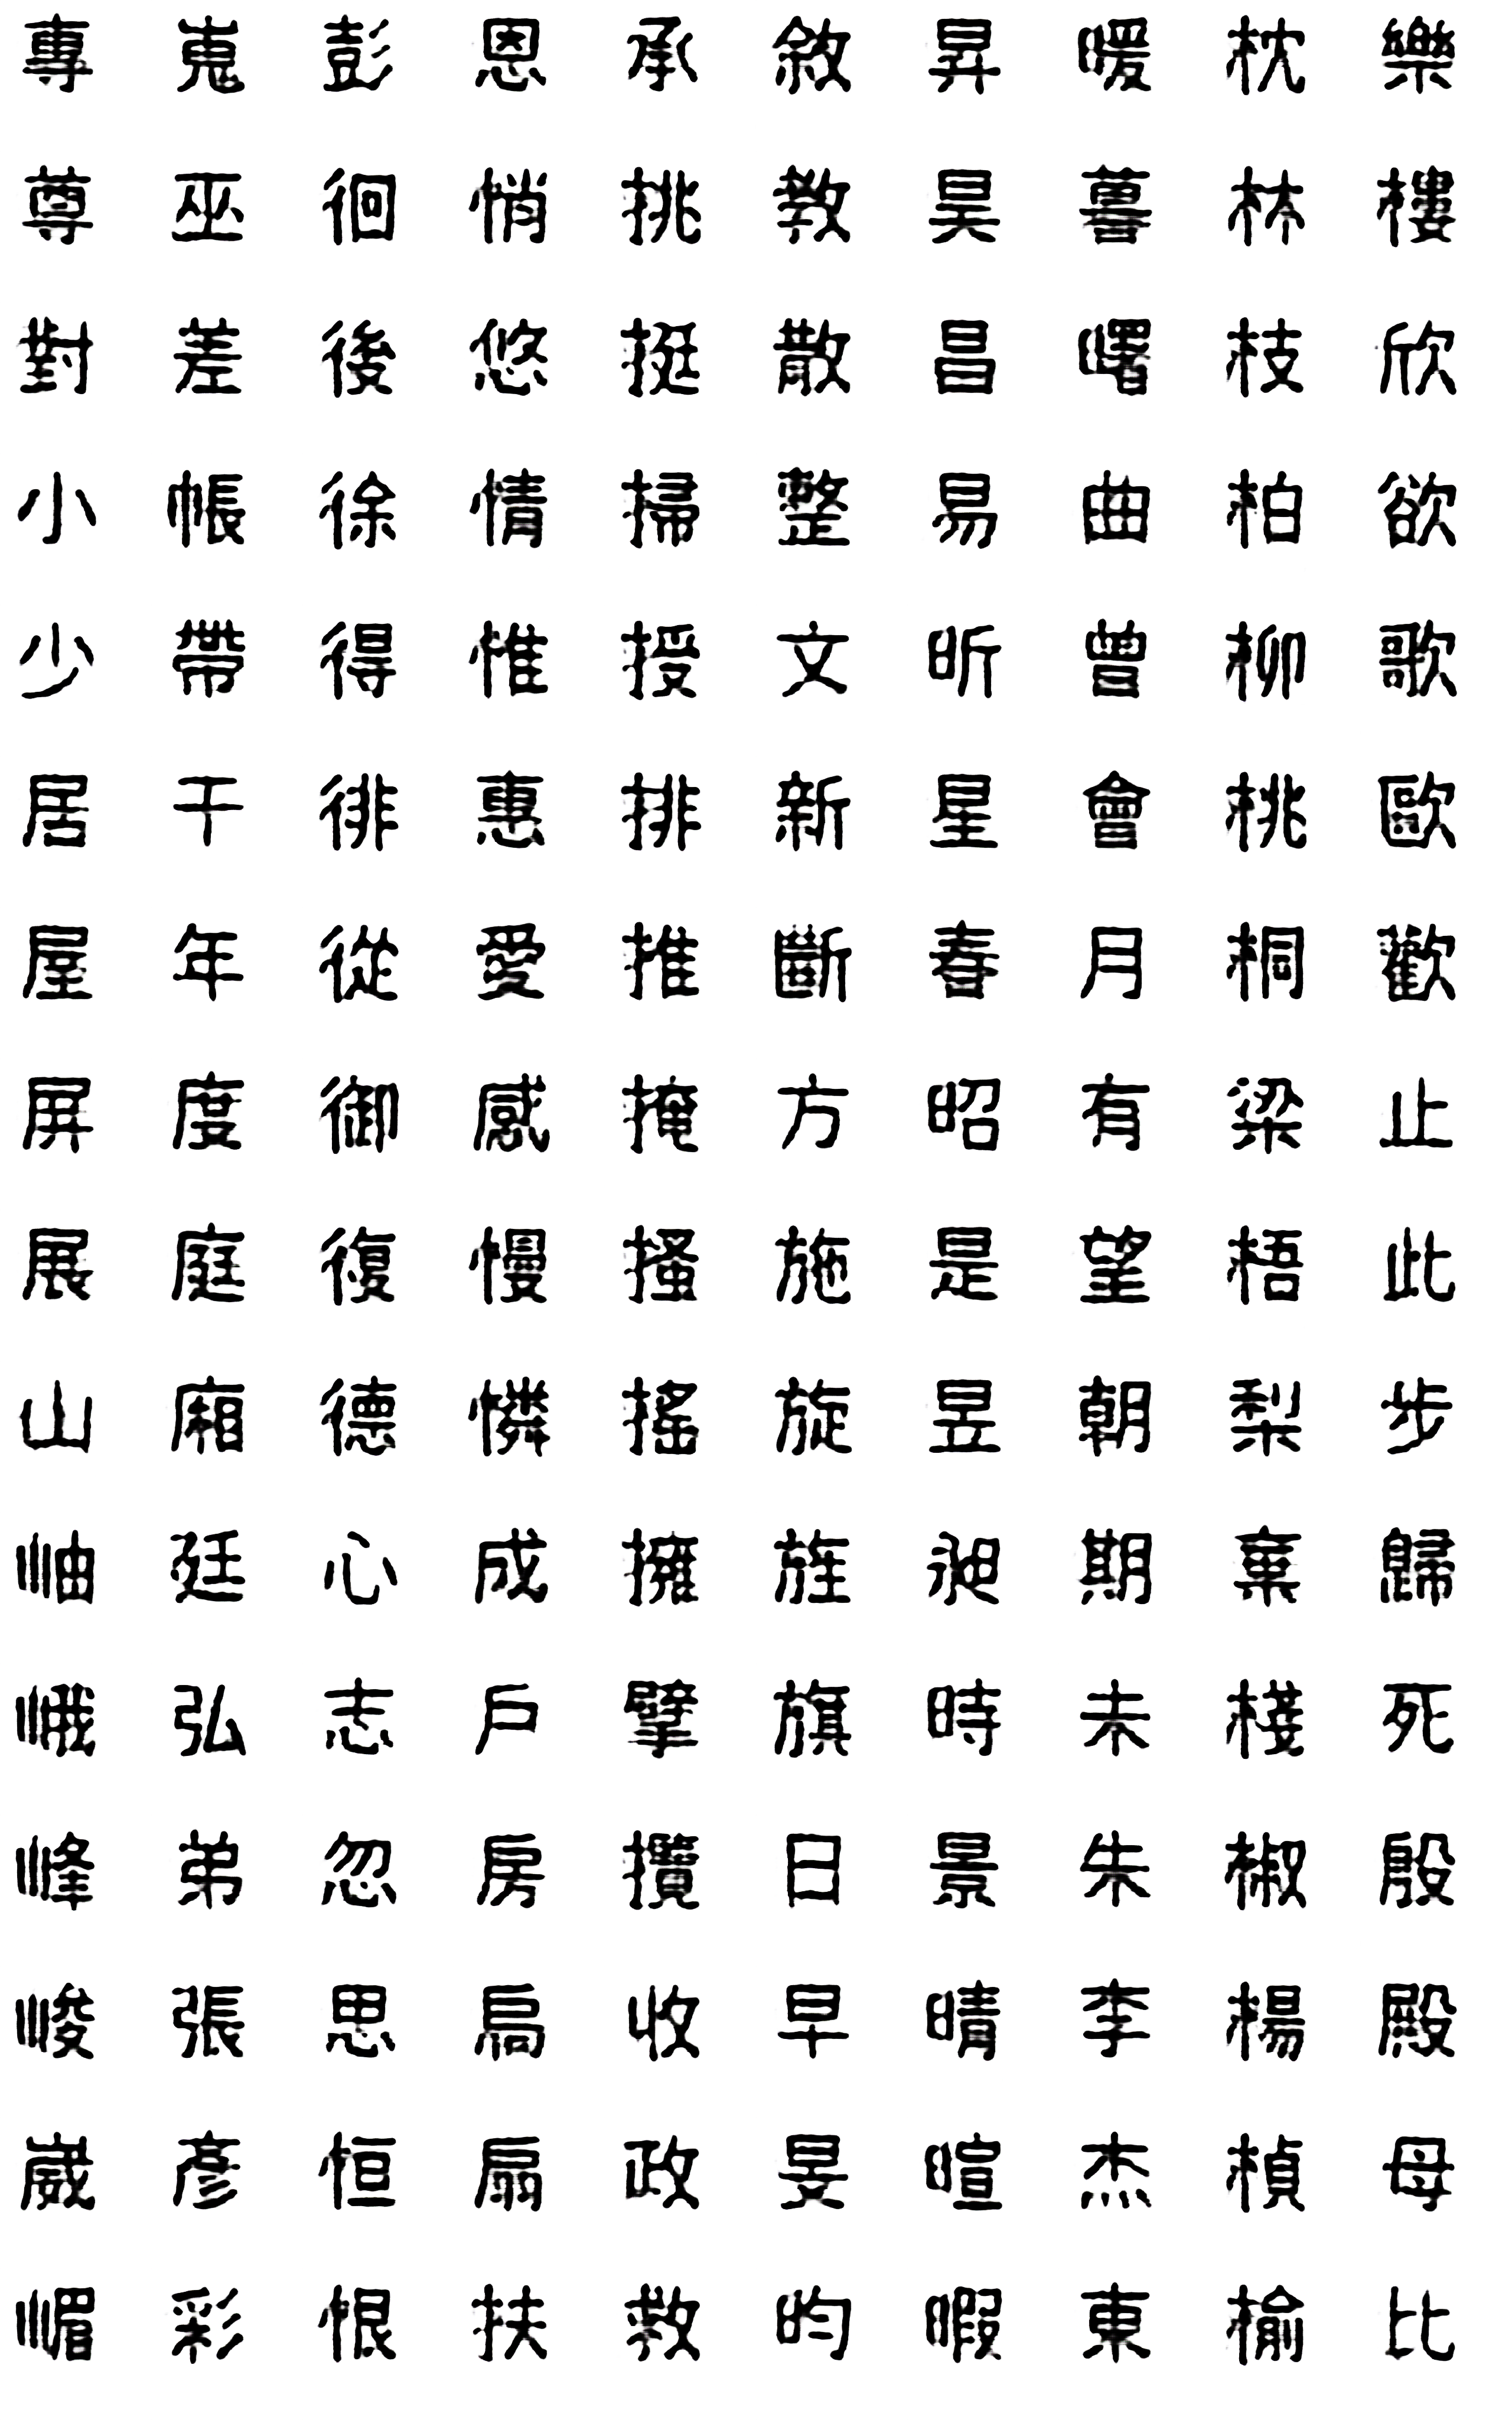 專尊對小少居屋屏展山岫峨峰峻崴嵋
嵬巫差帳帶干年度庭廂廷弘弟張彥彩
彭徊後徐得徘從御復德心志忽思恒恨
恩悄悠情惟惠愛感慢憐成戶房扃扇扶
承挑挺掃授排推掩搔搖擁擘攢收政救
敘教散整文新斷方施旋旌旗日早旻昀
昇昊昌易昕星春昭是昱昶時景晴暄暇
暖暮曙曲曾會月有望朝期未朱李杰東
枕林枝柏柳桃桐梁梧梨棄棲椒楊楨榆
樂樓欣欲歌歐歡止此步歸死殷殿母比